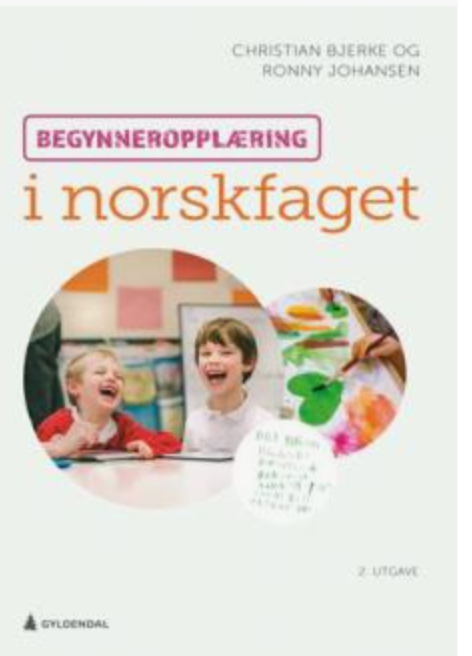 CHRISTIAN BJERKE OG
RONNY JOHANSEN
BEGYNNEROPPLÆRING
i norskfaget
2. UTGAVE
GYLDENDAL